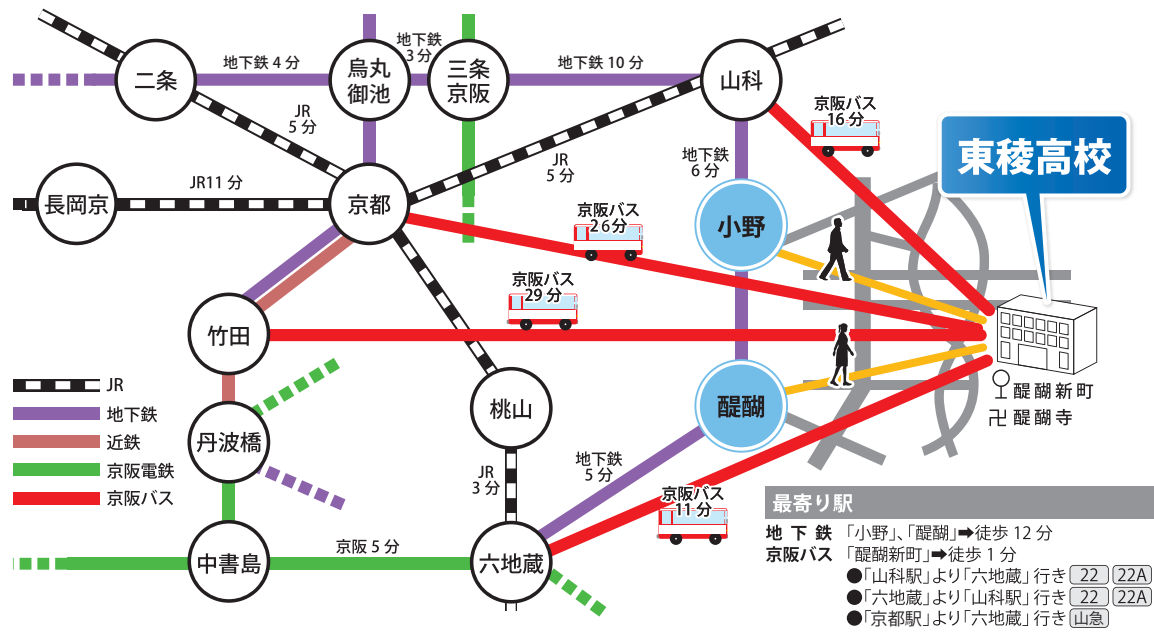 地下鉄
3分
地下鉄 4 分
地下鉄 10 分
二条
烏丸
御池
三条
京阪
山科
京阪バス
16 分
JR
5 分
東稜高校
地下鉄
6 分
JR
5 分
JR11 分
長岡京
京都
京阪バス
26分
小野
京阪バス
29 分
竹田
JR
地下鉄
近鉄
京阪電鉄
京阪バス
丹波橋
桃山
醍醐
醍醐新町
卍 醍醐寺
JR
3 分
地下鉄
5 分
京阪バス
11 分
中書島
京阪 5 分
六地蔵
最寄り駅
地下鉄 「小野」、「醍醐」➡徒歩 12 分
京阪バス 「醍醐新町」➡徒歩 1 分
●「山科駅」より「六地蔵」行き 22 22A
●「六地蔵」より「山科駅」行き 22 22A
●「京都駅」より「六地蔵」行き 山急